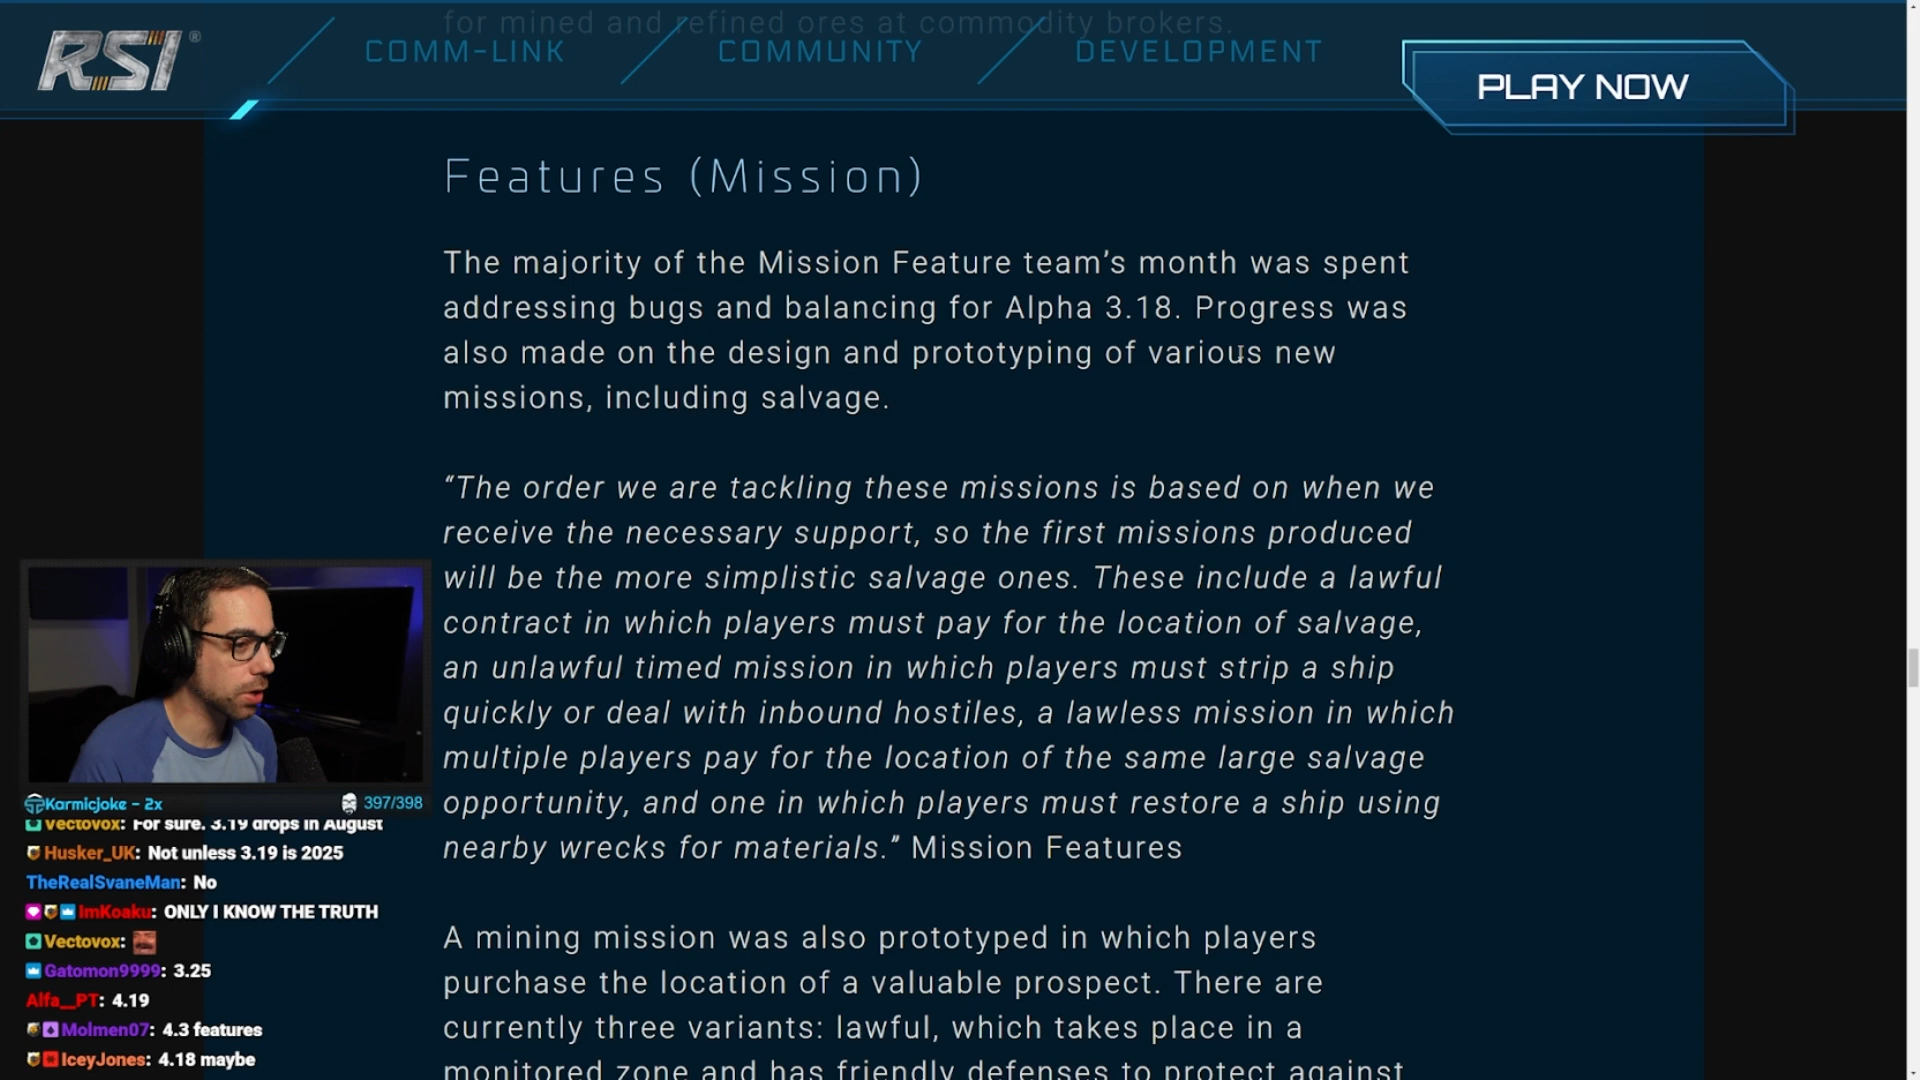 for mined and refined ores at commodity brokers.
RSI ®
COMM-LINK
COMMUNITY
DEVELOPMENT
PLAY NOW
Features (Mission)
The majority of the Mission Feature team’s month was spent
addressing bugs and balancing for Alpha 3.18. Progress was
also made on the design and prototyping of various new
missions, including salvage.
“The order we are tackling these missions is based on when we
receive the necessary support, so the first missions produced
will be the more simplistic salvage ones. These include a lawful
contract in which players must pay for the location of salvage,
an unlawful timed mission in which players must strip a ship
quickly or deal with inbound hostiles, a lawless mission in which
multiple players pay for the location of the same large salvage
opportunity, and one in which players must restore a ship using
nearby wrecks for materials.” Mission Features
A mining mission was also prototyped in which players
purchase the location of a valuable prospect. There are
currently three variants: lawful, which takes place in a
monitored zone and has friendly defenses to protect against
Karmicjoke - 2x
397/398
Vectovox: For sure. 3.19 drops in August
Husker_UK: Not unless 3.19 is 2025
TheRealSvaneMan: No
ImKoaku: ONLY I KNOW THE TRUTH
Vectovox:
Gatomon9999: 3.25
Alfa__PT: 4.19
Molmen07: 4.3 features
IceyJones: 4.18 maybe